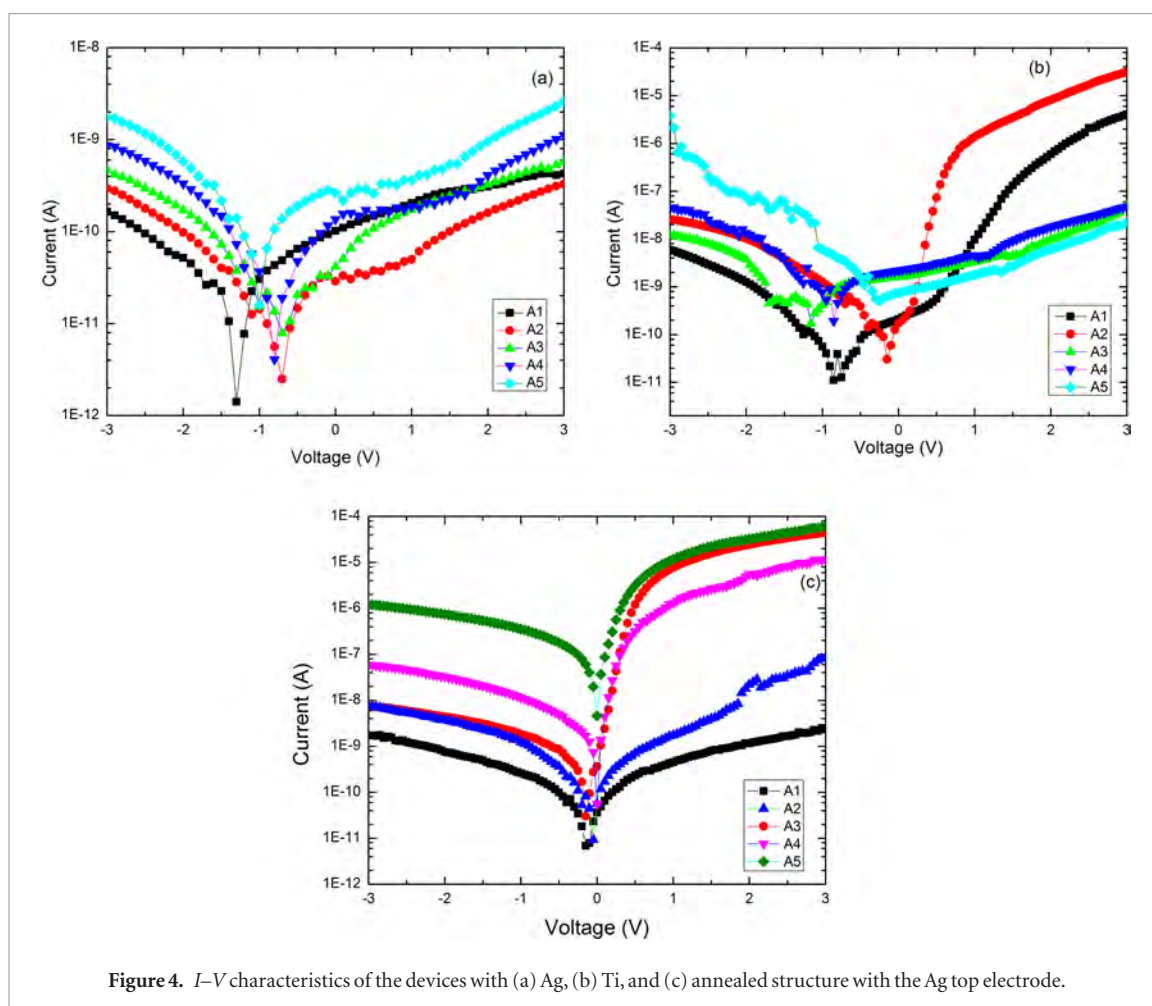 1E-8
(a)
1E-9
1E-10
1E-11
1E-12
Current (A)
A1
A2
A3
A4
A5
-3 -2 -1 0 1 2 3
Voltage (V)
1E-4
(b)
1E-5
1E-6
1E-7
1E-8
1E-9
1E-10
1E-11
Current (A)
A1
A2
A3
A4
A5
-3 -2 -1 0 1 2 3
Voltage (V)
1E-4
1E-5
(c)
1E-6
1E-7
1E-8
1E-9
1E-10
1E-11
1E-12
Current (A)
A1
A2
A3
A4
A5
-3 -2 -1 0 1 2 3
Voltage (V)
Figure 4. I–V characteristics of the devices with (a) Ag, (b) Ti, and (c) annealed structure with the Ag top electrode.